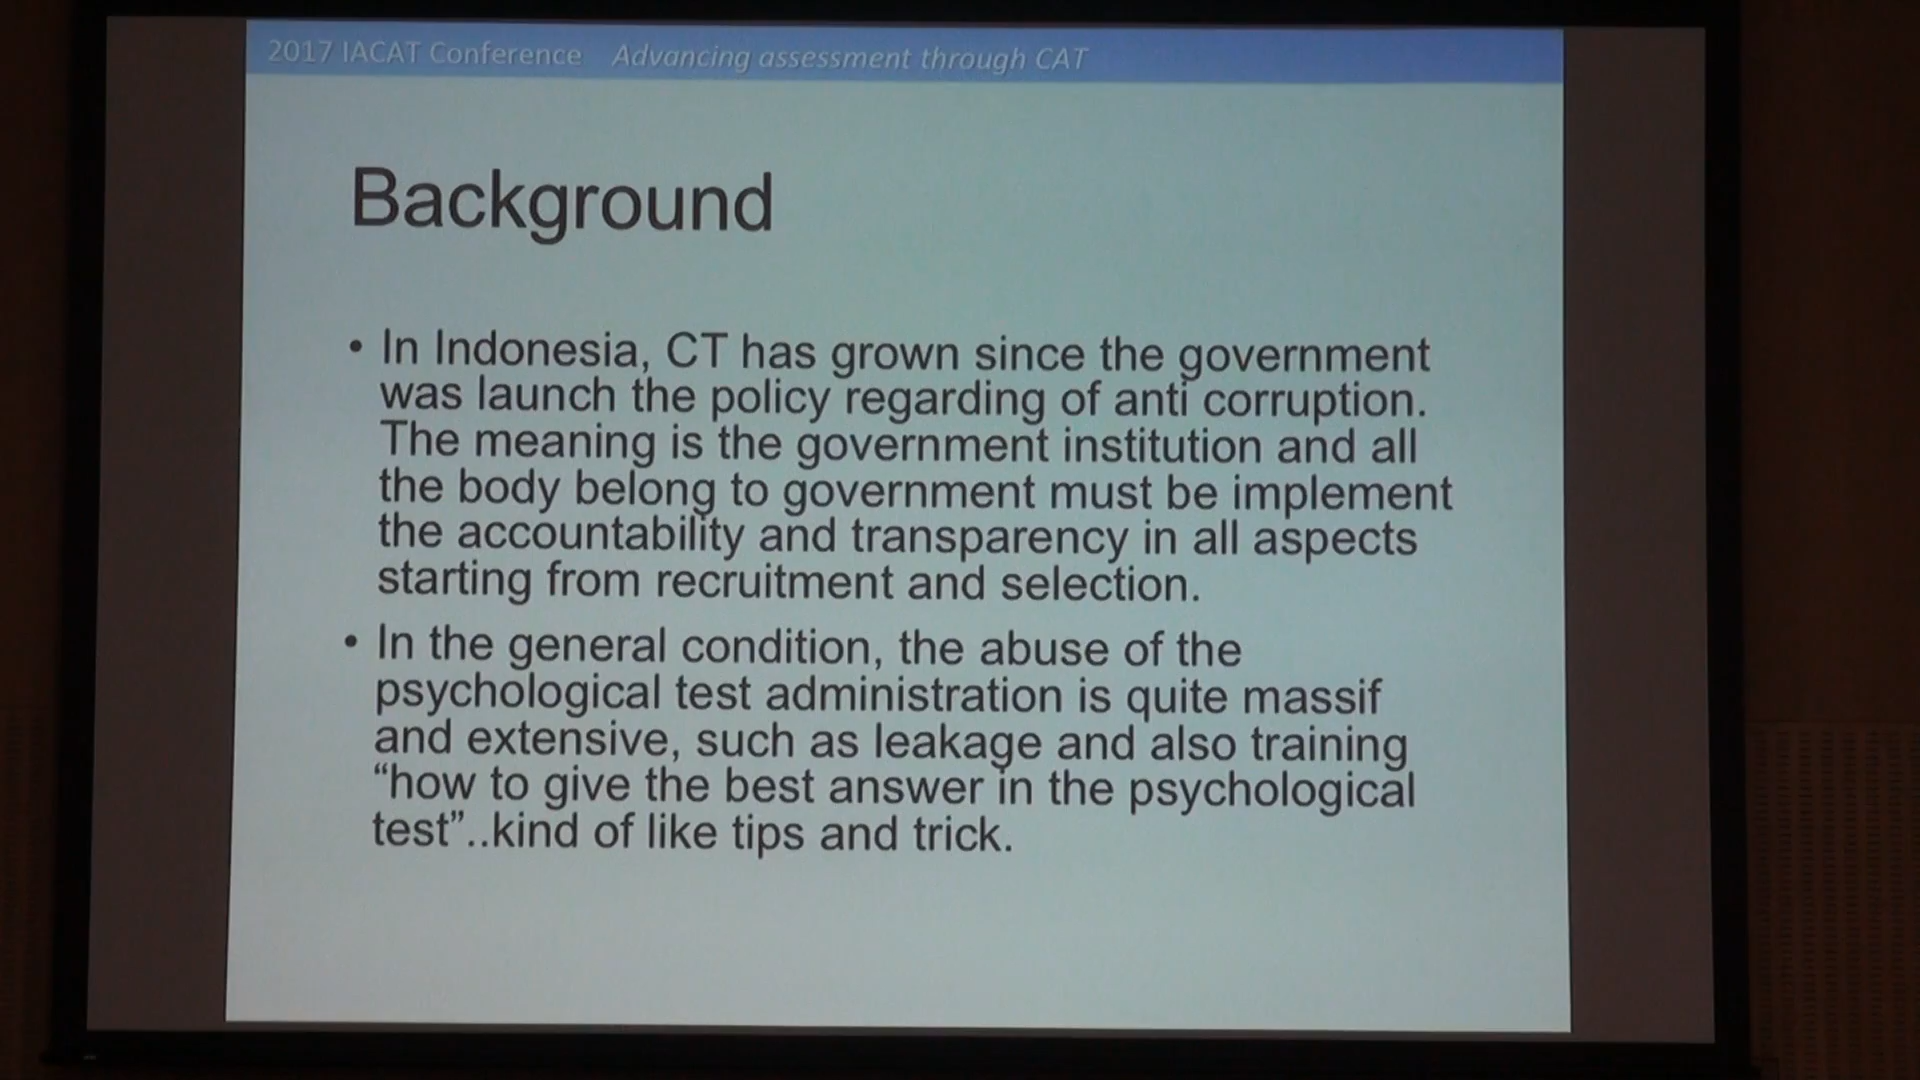 2017 IACAT Conference Advancing assessment through CAT
Background
• In Indonesia, CT has grown since the government
was launch the policy regarding of anti corruption.
The meaning is the government institution and all
the body belong to government must be implement
the accountability and transparency in all aspects
starting from recruitment and selection.
• In the general condition, the abuse of the
psychological test administration is quite massif
and extensive, such as leakage and also training
“how to give the best answer in the psychological
test”..kind of like tips and trick.